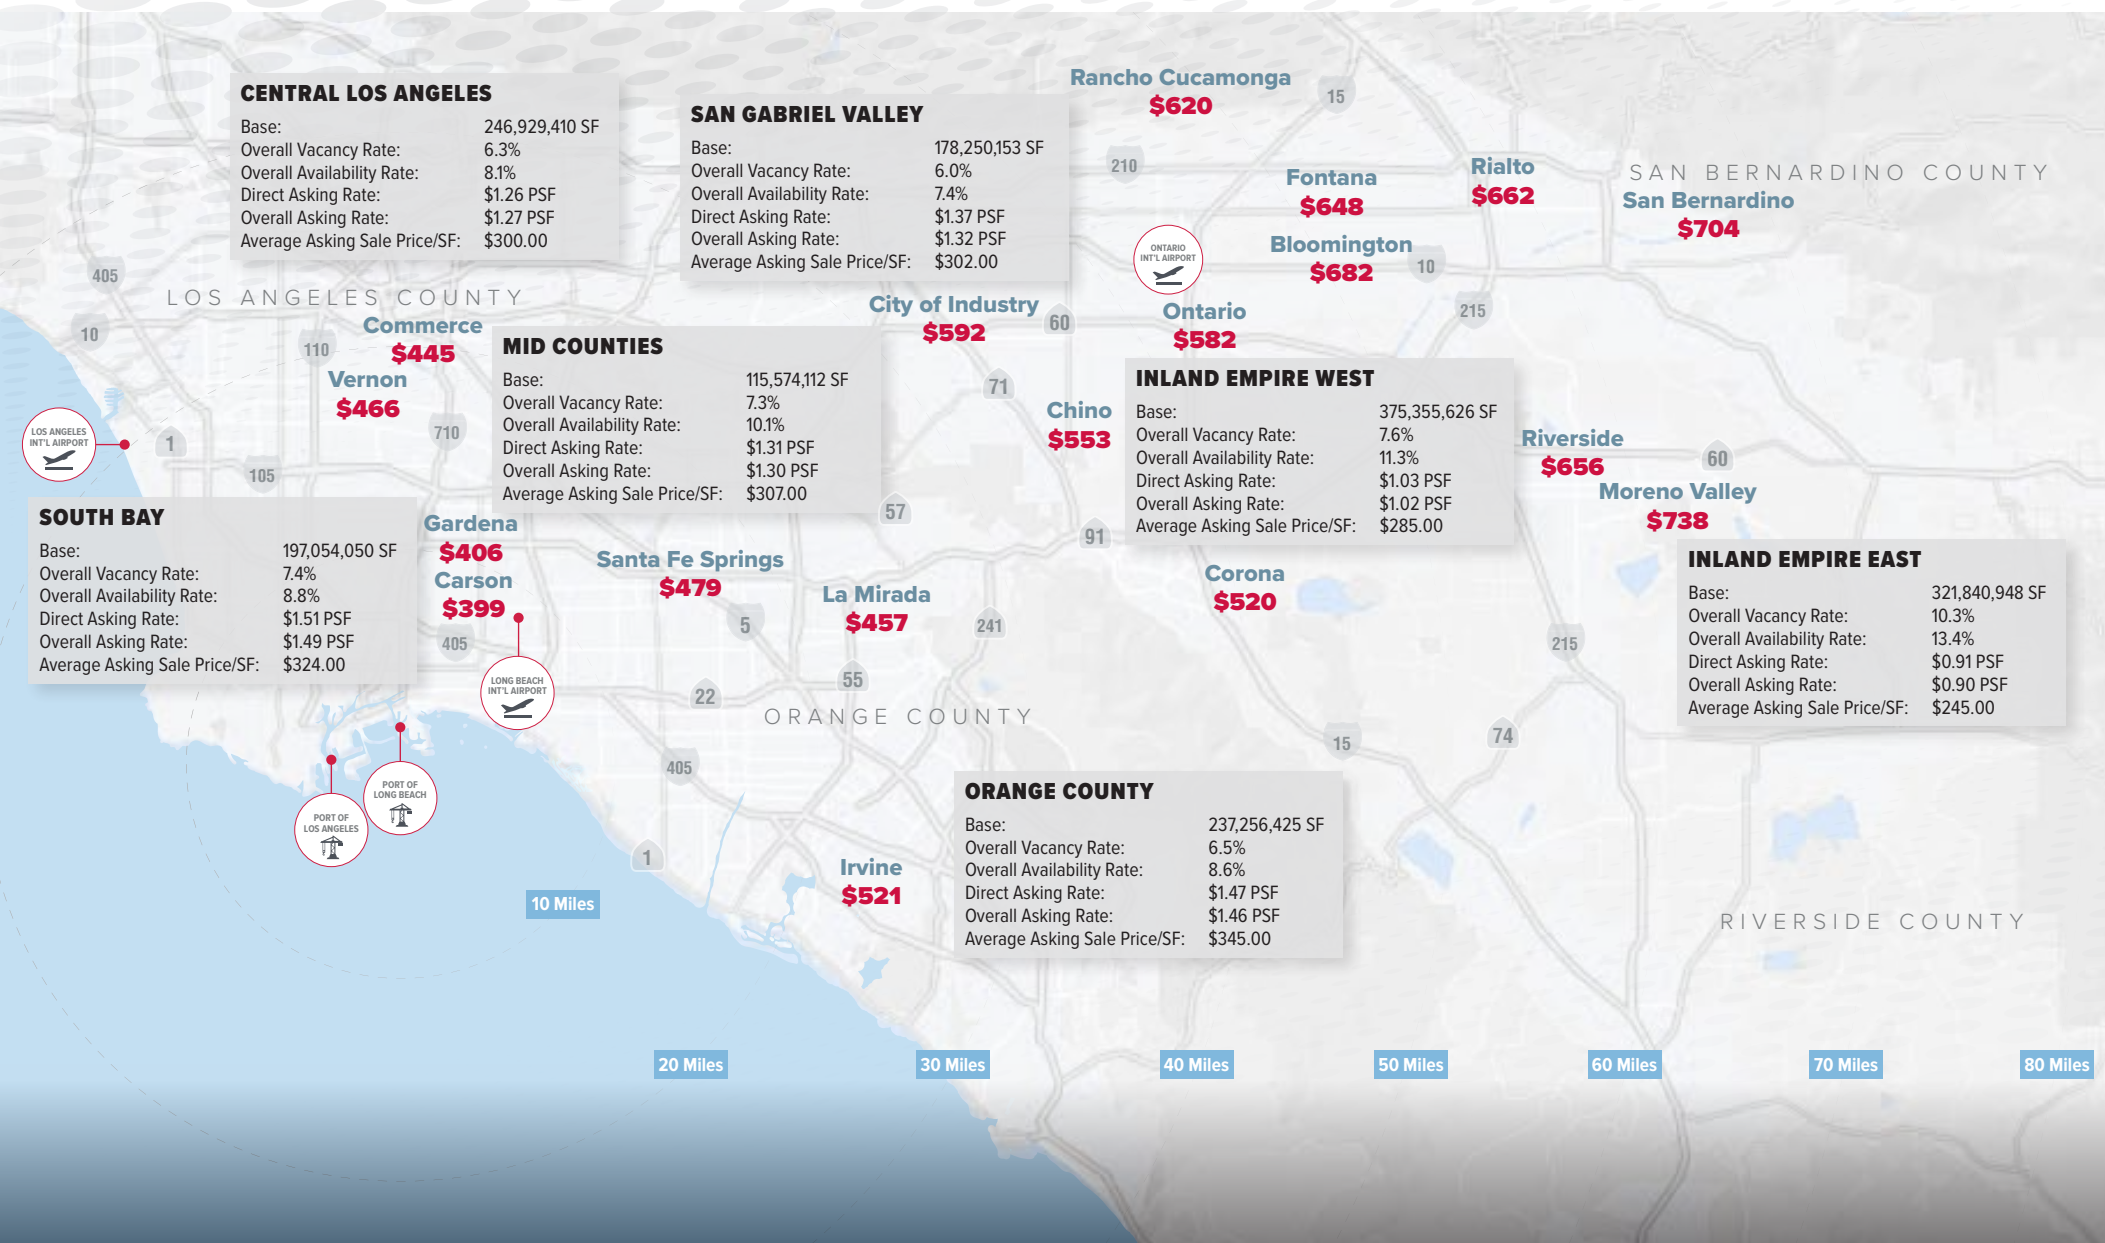 CENTRAL LOS ANGELES
Base: 246,929,410 SF
Overall Vacancy Rate: 6.3%
Overall Availability Rate: 8.1%
Direct Asking Rate: $1.26 PSF
Overall Asking Rate: $1.27 PSF
Average Asking Sale Price/SF: $300.00
SAN GABRIEL VALLEY
Base: 178,250,153 SF
Overall Vacancy Rate: 6.0%
Overall Availability Rate: 7.4%
Direct Asking Rate: $1.37 PSF
Overall Asking Rate: $1.32 PSF
Average Asking Sale Price/SF: $302.00
Rancho Cucamonga
$620
15
210
Fontana
$648
Rialto
$662
SAN BERNARDINO COUNTY
San Bernardino
$704
ONTARIO
INT'L AIRPORT
Bloomington
$682
10
215
405
LOS ANGELES COUNTY
10
110
Commerce
$445
Vernon
$466
710
City of Industry
$592
60
Ontario
$582
MID COUNTIES
Base: 115,574,112 SF
Overall Vacancy Rate: 7.3%
Overall Availability Rate: 10.1%
Direct Asking Rate: $1.31 PSF
Overall Asking Rate: $1.30 PSF
Average Asking Sale Price/SF: $307.00
71
Chino
$553
INLAND EMPIRE WEST
Base: 375,355,626 SF
Overall Vacancy Rate: 7.6%
Overall Availability Rate: 11.3%
Direct Asking Rate: $1.03 PSF
Overall Asking Rate: $1.02 PSF
Average Asking Sale Price/SF: $285.00
Riverside
$656
60
Moreno Valley
$738
LOS ANGELES
INT'L AIRPORT
1
105
SOUTH BAY
Base: 197,054,050 SF
Overall Vacancy Rate: 7.4%
Overall Availability Rate: 8.8%
Direct Asking Rate: $1.51 PSF
Overall Asking Rate: $1.49 PSF
Average Asking Sale Price/SF: $324.00
Gardena
$406
Carson
$399
405
57
91
Santa Fe Springs
$479
5
La Mirada
$457
241
Corona
$520
215
INLAND EMPIRE EAST
Base: 321,840,948 SF
Overall Vacancy Rate: 10.3%
Overall Availability Rate: 13.4%
Direct Asking Rate: $0.91 PSF
Overall Asking Rate: $0.90 PSF
Average Asking Sale Price/SF: $245.00
LONG BEACH
INT'L AIRPORT
22
55
ORANGE COUNTY
405
15
74
PORT OF
LONG BEACH
PORT OF
LOS ANGELES
1
Irvine
$521
ORANGE COUNTY
Base: 237,256,425 SF
Overall Vacancy Rate: 6.5%
Overall Availability Rate: 8.6%
Direct Asking Rate: $1.47 PSF
Overall Asking Rate: $1.46 PSF
Average Asking Sale Price/SF: $345.00
RIVERSIDE COUNTY
10 Miles
20 Miles
30 Miles
40 Miles
50 Miles
60 Miles
70 Miles
80 Miles